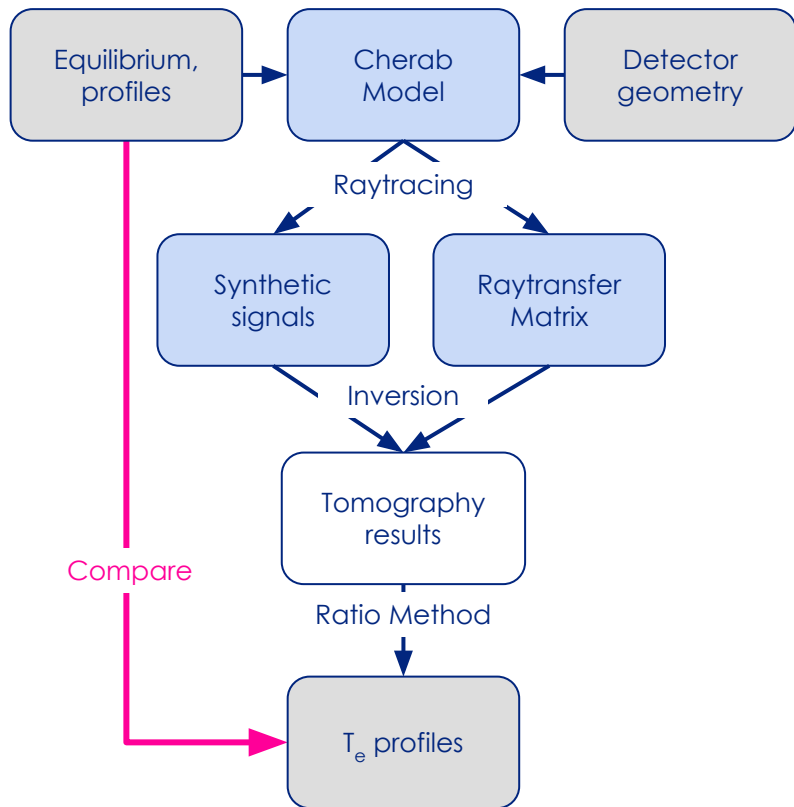 Equilibrium,
profiles
Cherab
Model
Detector
geometry
Raytracing
Synthetic
signals
Raytransfer
Matrix
Inversion
Tomography
results
Compare
Ratio Method
Te profiles